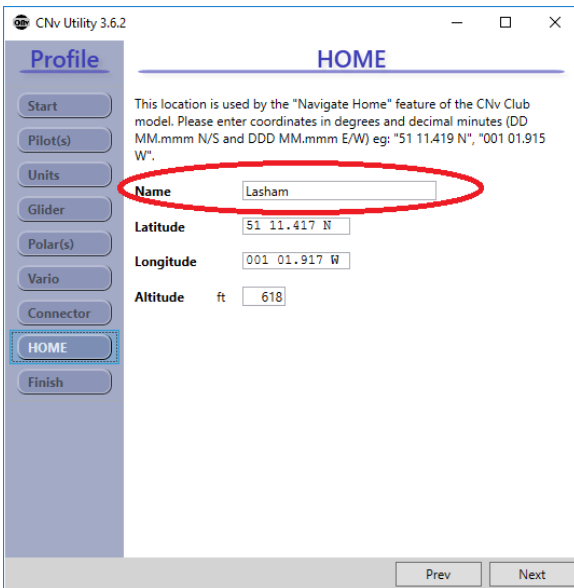 CNv Utility 3.6.2
Profile
HOME
Start
Pilot(s)
Units
Glider
Polar(s)
Vario
Connector
HOME
Finish
This location is used by the "Navigate Home" feature of the CNv Club
model. Please enter coordinates in degrees and decimal minutes (DD
MM.mmm N/S and DDD MM.mmm E/W) eg: "51 11.419 N", "001 01.915
W".
Name Lasham
Latitude 51 11.417 N
Longitude 001 01.917 W
Altitude ft 618
Prev Next